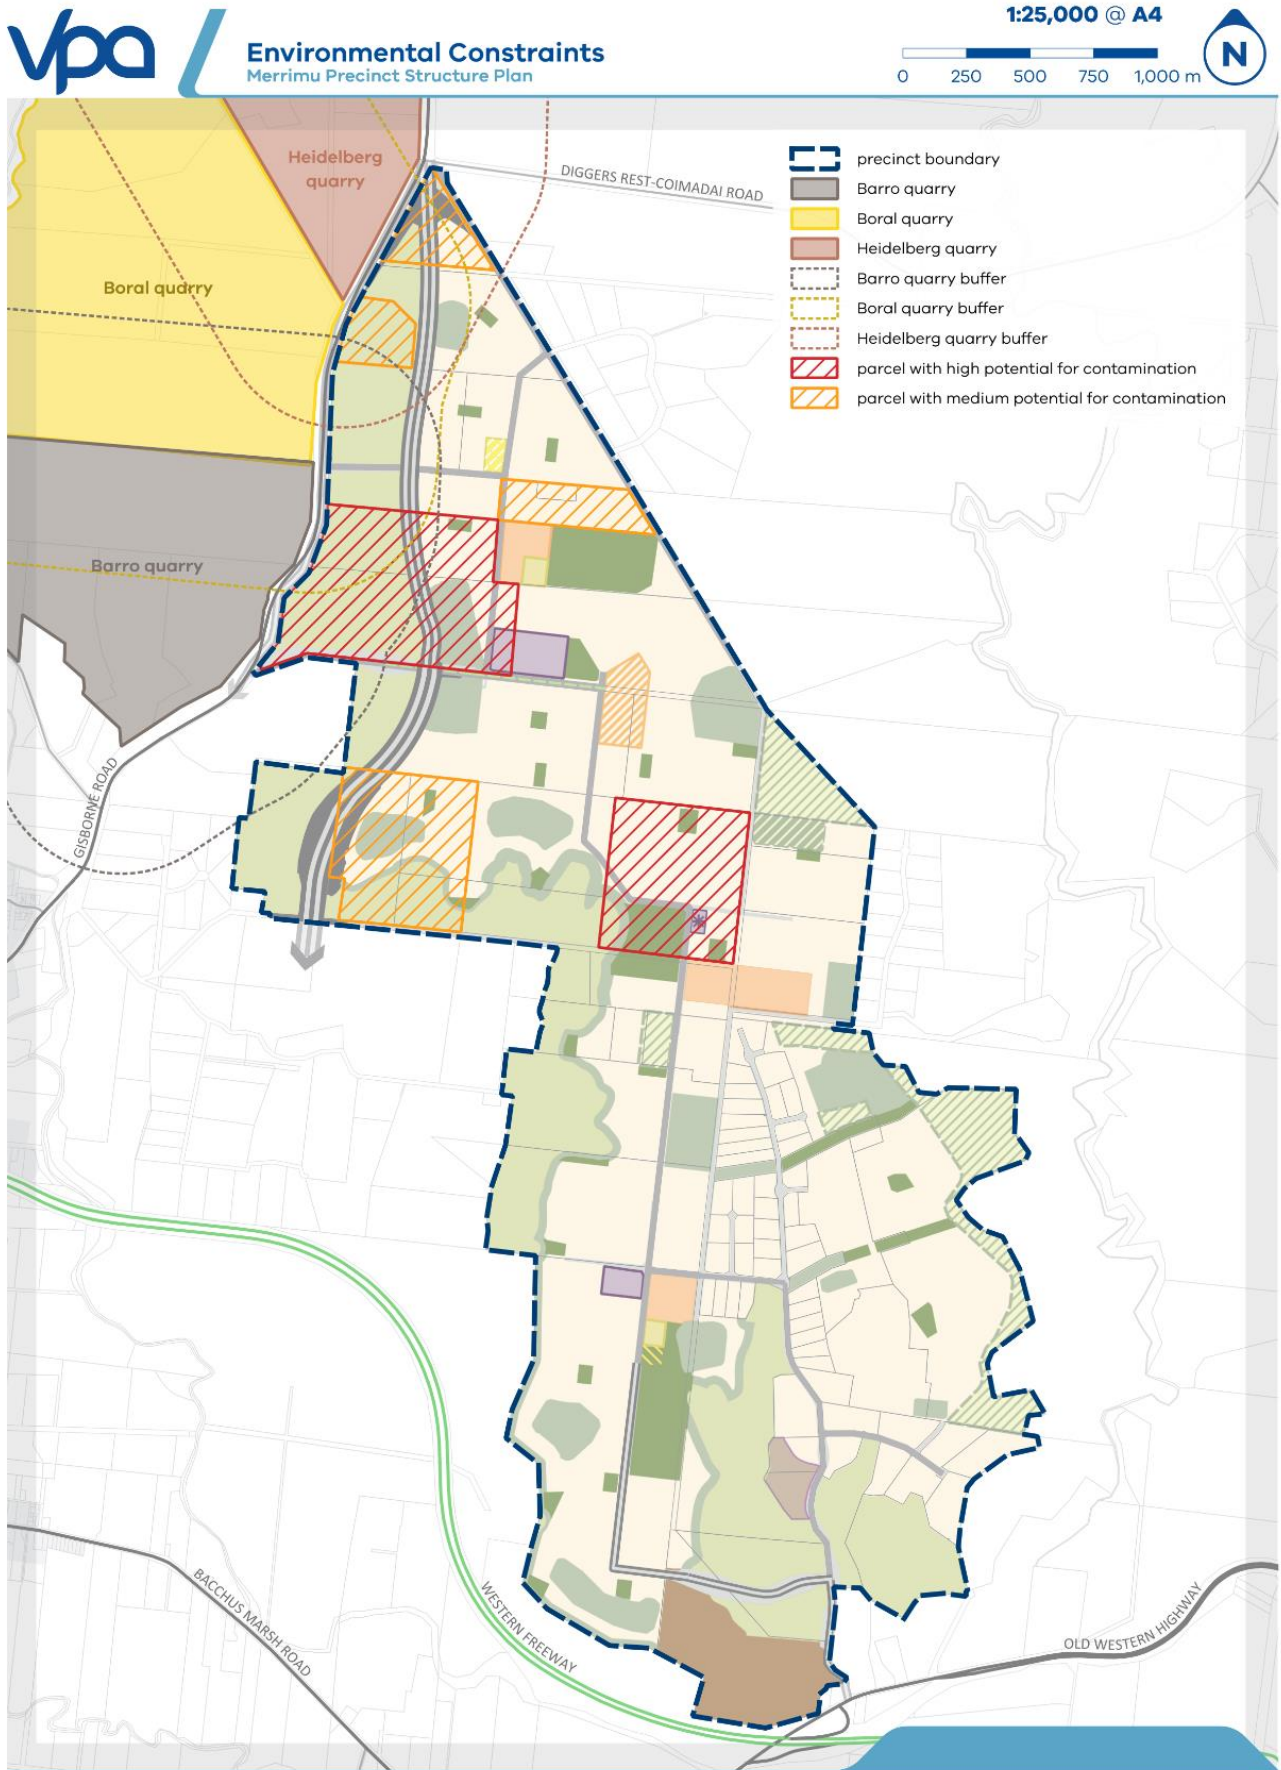 vpa
Environmental Constraints
Merrimu Precinct Structure Plan
1:25,000 @ A4
0 250 500 750 1,000 m
N
precinct boundary
Barro quarry
Boral quarry
Heidelberg quarry
Barro quarry buffer
Boral quarry buffer
Heidelberg quarry buffer
parcel with high potential for contamination
parcel with medium potential for contamination
Heidelberg
quarry
DIGGERS REST-COIMADAI ROAD
Boral quarry
Barro quarry
GISBORNE ROAD
BACCHUS MARSH ROAD
WESTERN FREEWAY
OLD WESTERN HIGHWAY